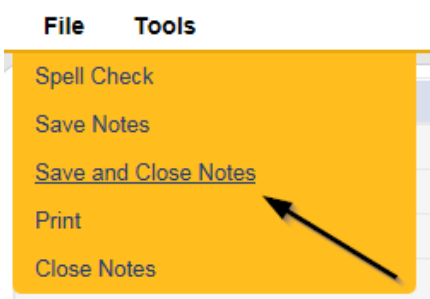 File Tools
Spell Check
Save Notes
Save and Close Notes
Print
Close Notes